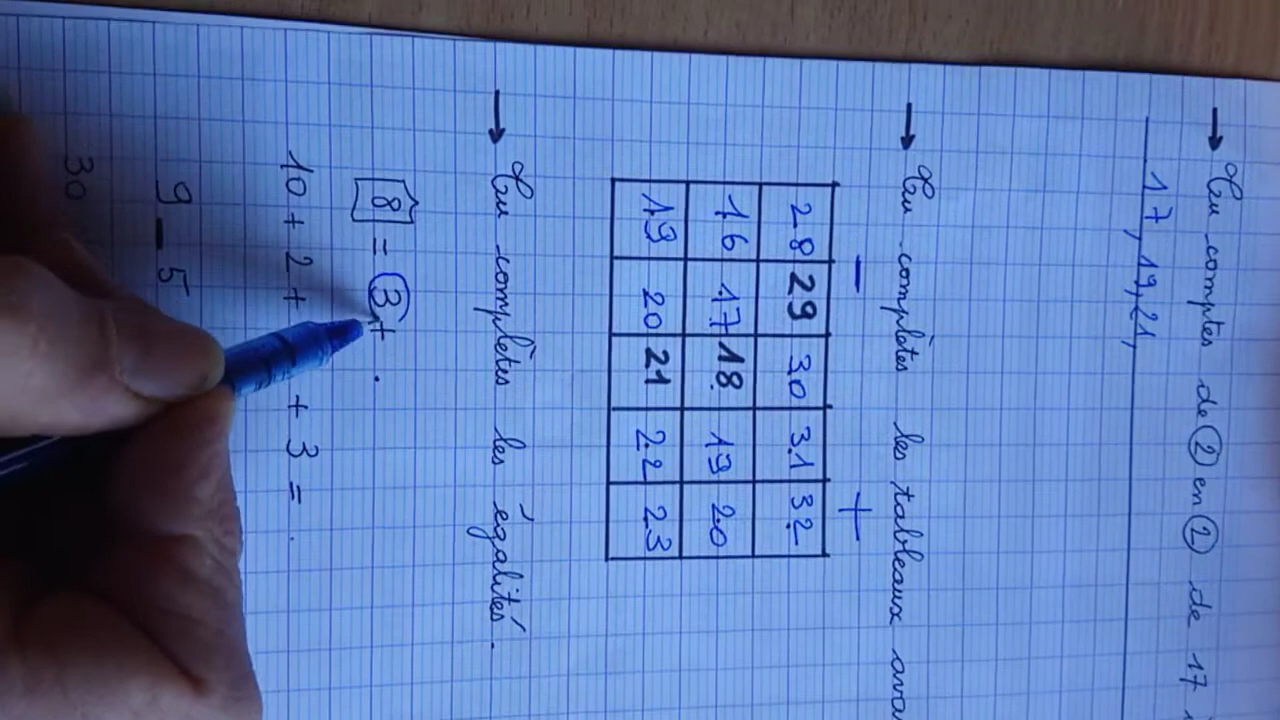 → Tu comptes de 2 en 2 de 17
17, 19, 21,
→ Tu complètes les tableaux
- +
28 29 30 31 32
16 17 18 19 20
19 20 21 22 23
→ Tu complètes les égalités.
8 = 3 + .
10 + 2 + + 3 = .
9 - 5
30